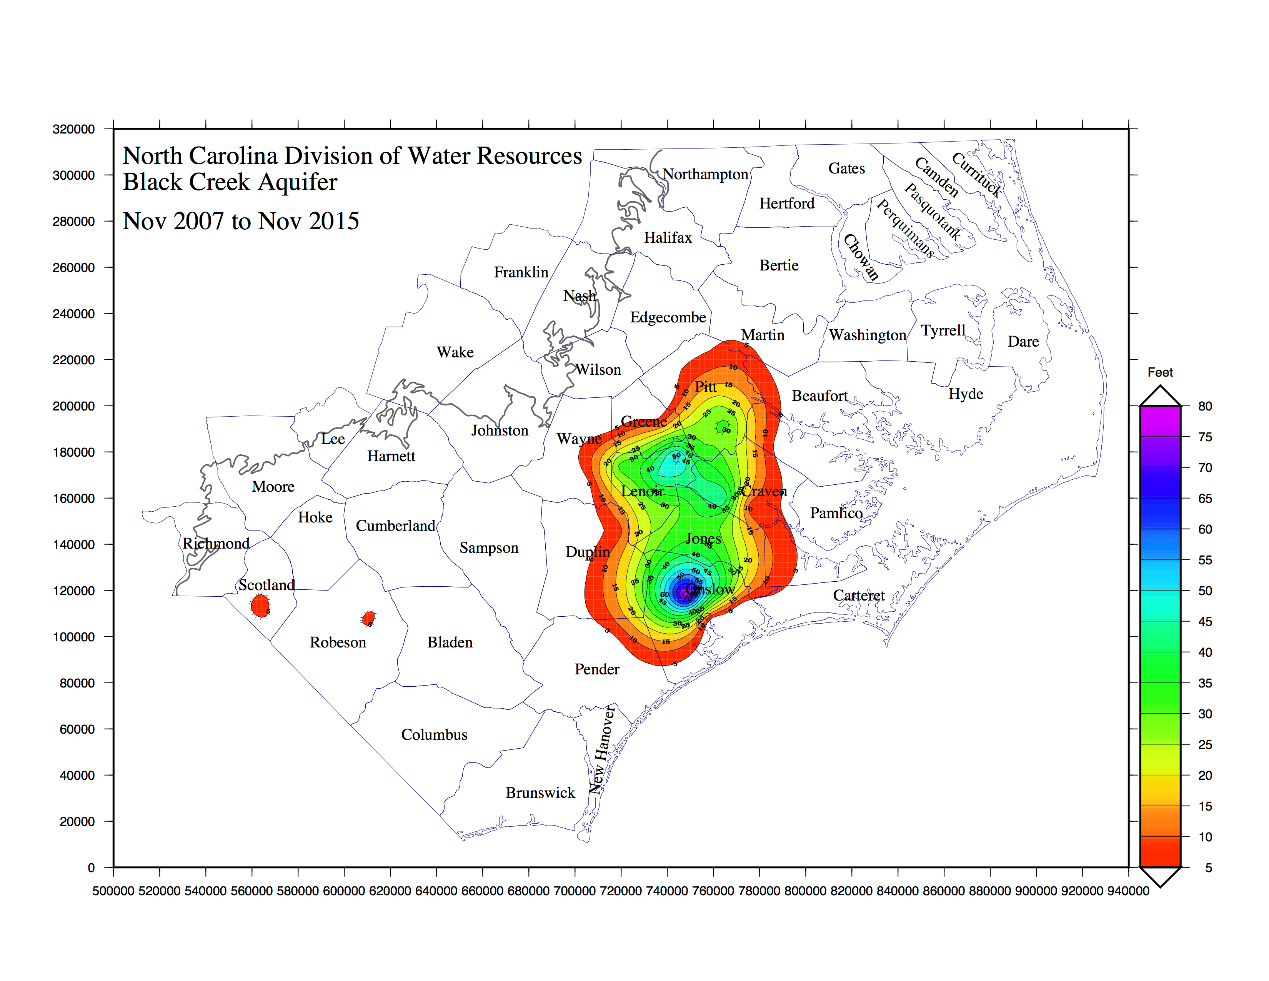 North Carolina Division of Water Resources
Black Creek Aquifer
Nov 2007 to Nov 2015
320000
300000
280000
260000
240000
220000
200000
180000
160000
140000
120000
100000
80000
60000
40000
20000
0
500000 520000 540000 560000 580000 600000 620000 640000 660000 680000 700000 720000 740000 760000 780000 800000 820000 840000 860000 880000 900000 920000 940000
Northampton
Gates
Camden
Currituck
Pasquotank
Perquimans
Hertford
Halifax
Chowan
Bertie
Franklin
Nash
Edgecombe
Martin
Washington
Tyrrell
Dare
Wake
Wilson
Pitt
Beaufort
Hyde
Greene
Johnston
Wayne
Lee
Harnett
Moore
Lenoir
Craven
Hoke
Cumberland
Pamlico
Richmond
Sampson
Duplin
Jones
Scotland
Onslow
Carteret
Robeson
Bladen
Pender
Columbus
New Hanover
Brunswick
Feet
80
75
70
65
60
55
50
45
40
35
30
25
20
15
10
5